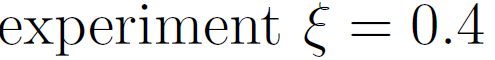 experiment ξ = 0.4